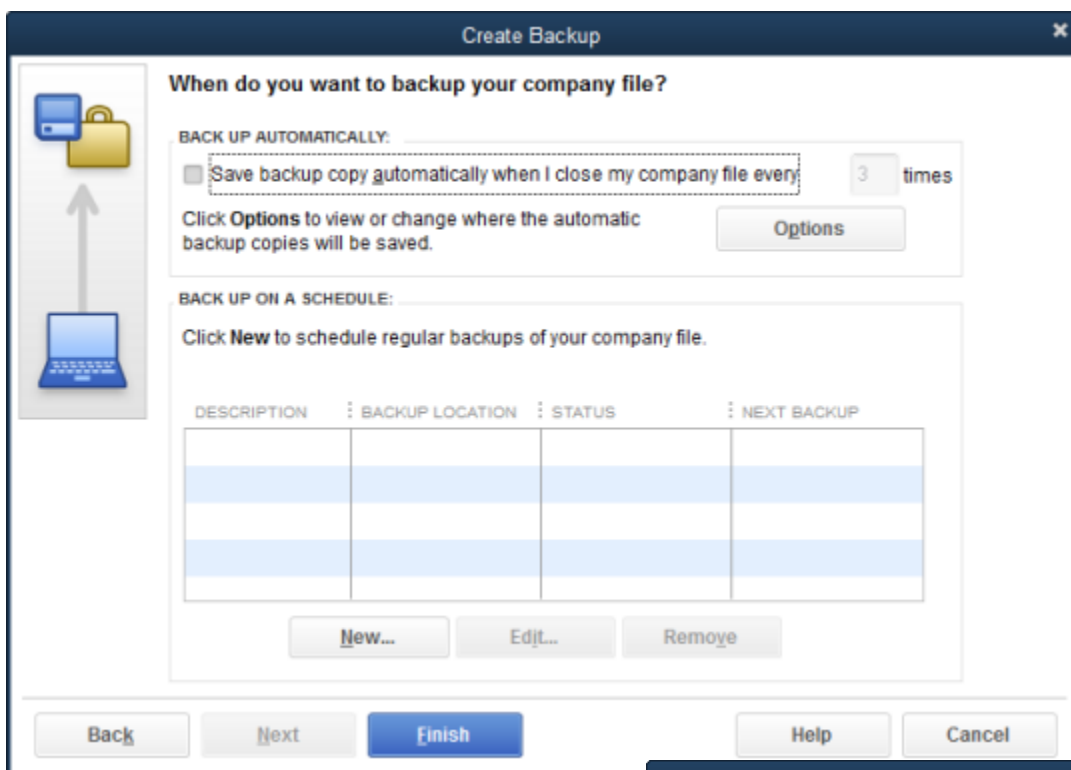 Create Backup
When do you want to backup your company file?
BACK UP AUTOMATICALLY:
Save backup copy automatically when I close my company file every 3 times
Click Options to view or change where the automatic
backup copies will be saved.
Options
BACK UP ON A SCHEDULE:
Click New to schedule regular backups of your company file.
DESCRIPTION BACKUP LOCATION STATUS NEXT BACKUP
New... Edit... Remove
Back Next Finish Help Cancel